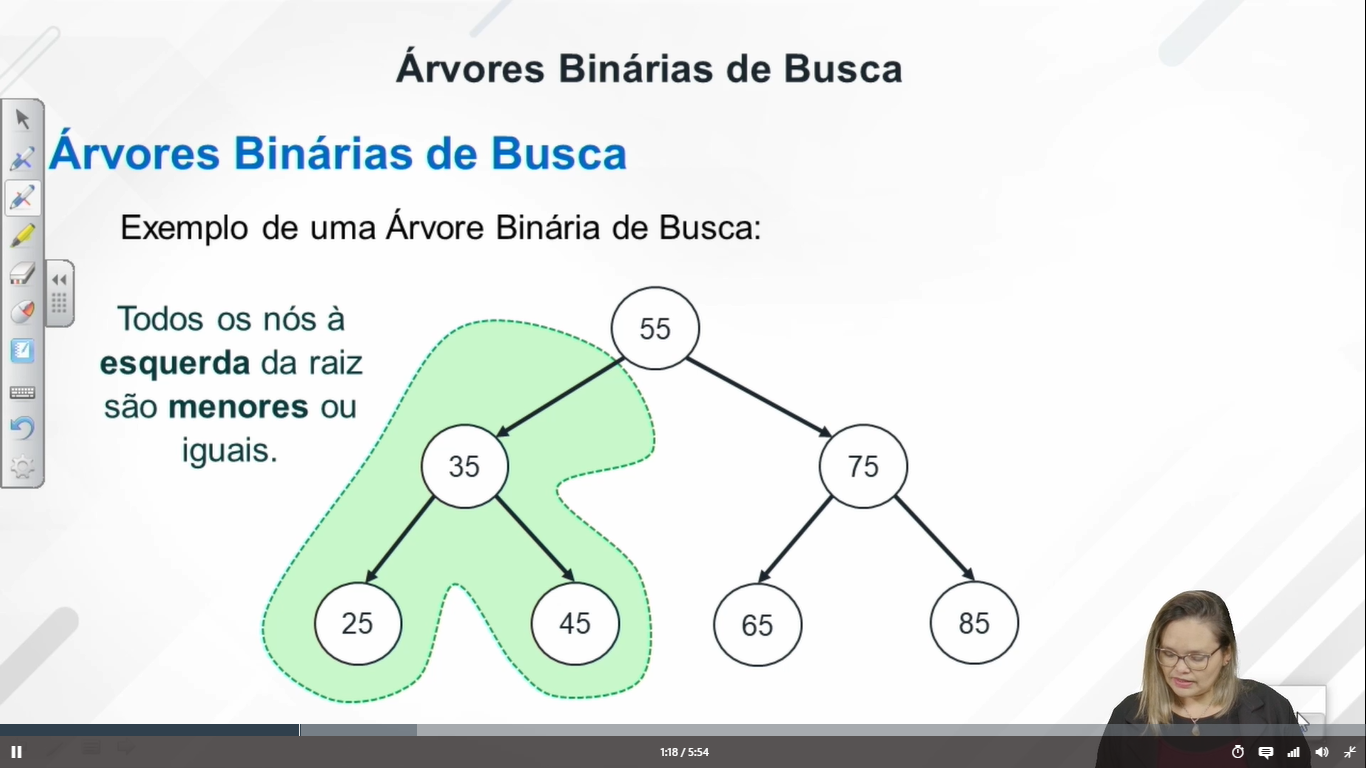 Árvores Binárias de Busca
Árvores Binárias de Busca
Exemplo de uma Árvore Binária de Busca:
Todos os nós à
esquerda da raiz
são menores ou
iguais.
55
35
75
25
45
65
85
1:18 / 5:54